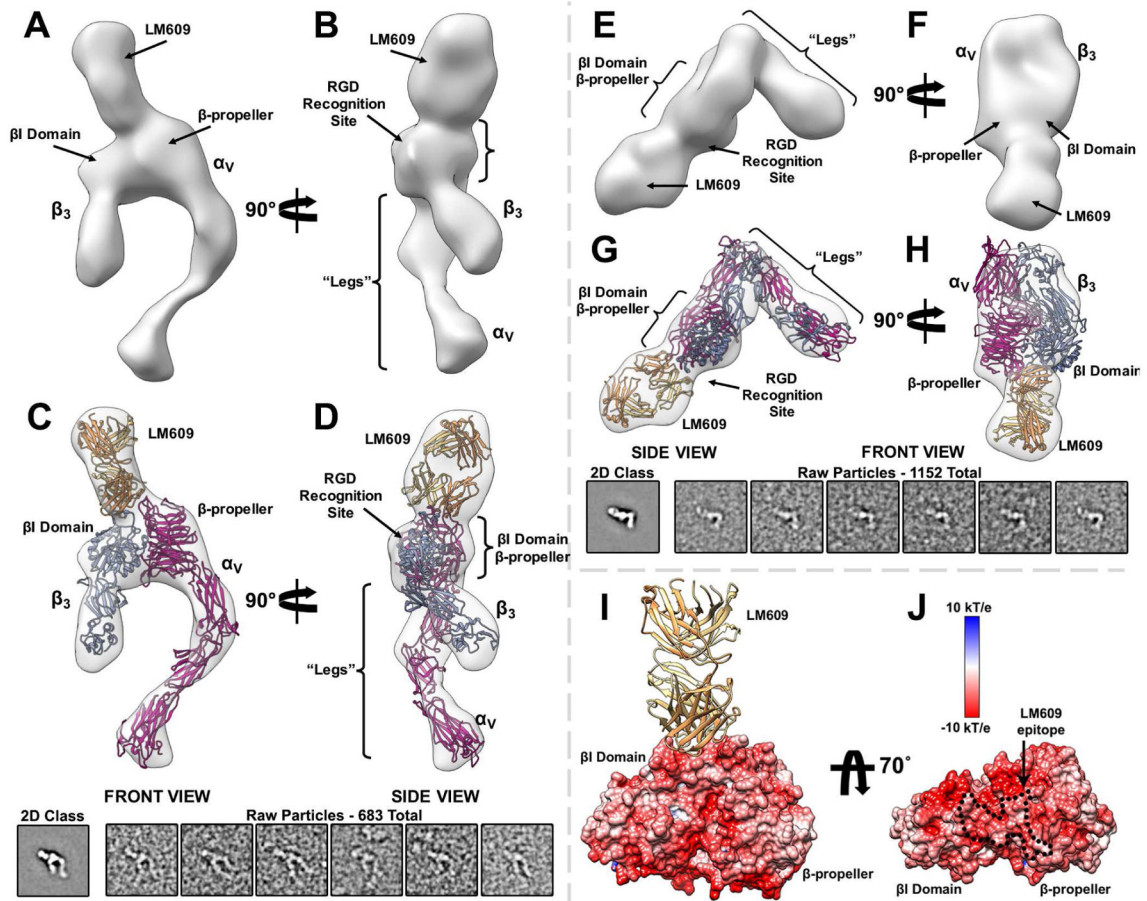 A
LM609
βI Domain
β-propeller
αV
β3
90°
B
LM609
RGD
Recognition
Site
β3
"Legs"
αV
C
LM609
β-propeller
βI Domain
αV
β3
90°
D
LM609
RGD
Recognition
Site
βI Domain
β-propeller
β3
"Legs"
αV
FRONT VIEW
SIDE VIEW
2D Class
Raw Particles - 683 Total
E
"Legs"
βI Domain
β-propeller
RGD
Recognition
Site
LM609
90°
F
αV
β3
β-propeller
βI Domain
LM609
G
"Legs"
βI Domain
β-propeller
RGD
Recognition
Site
LM609
90°
H
αV
β3
β-propeller
βI Domain
LM609
SIDE VIEW
FRONT VIEW
2D Class
Raw Particles - 1152 Total
I
LM609
βI Domain
β-propeller
70°
J
10 kT/e
-10 kT/e
LM609
epitope
βI Domain
β-propeller